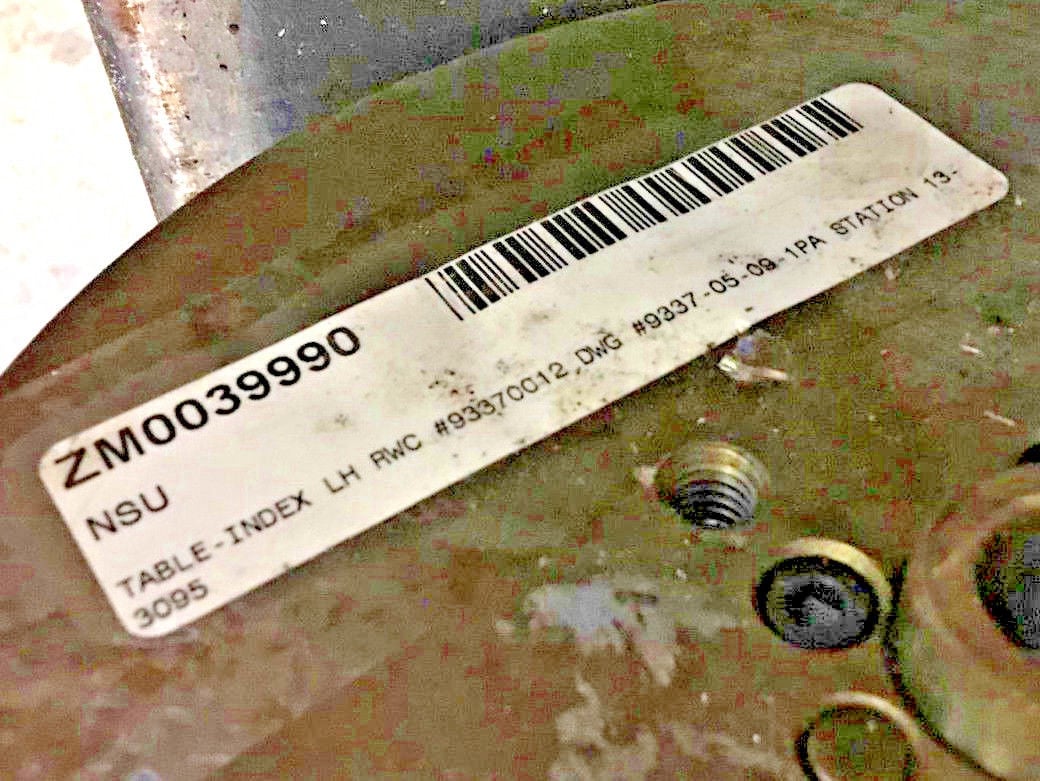 ZM0039990
NSU
TABLE-INDEX LH RWC #93370012,DWG #9337-05-09-1PA STATION 13-
3095